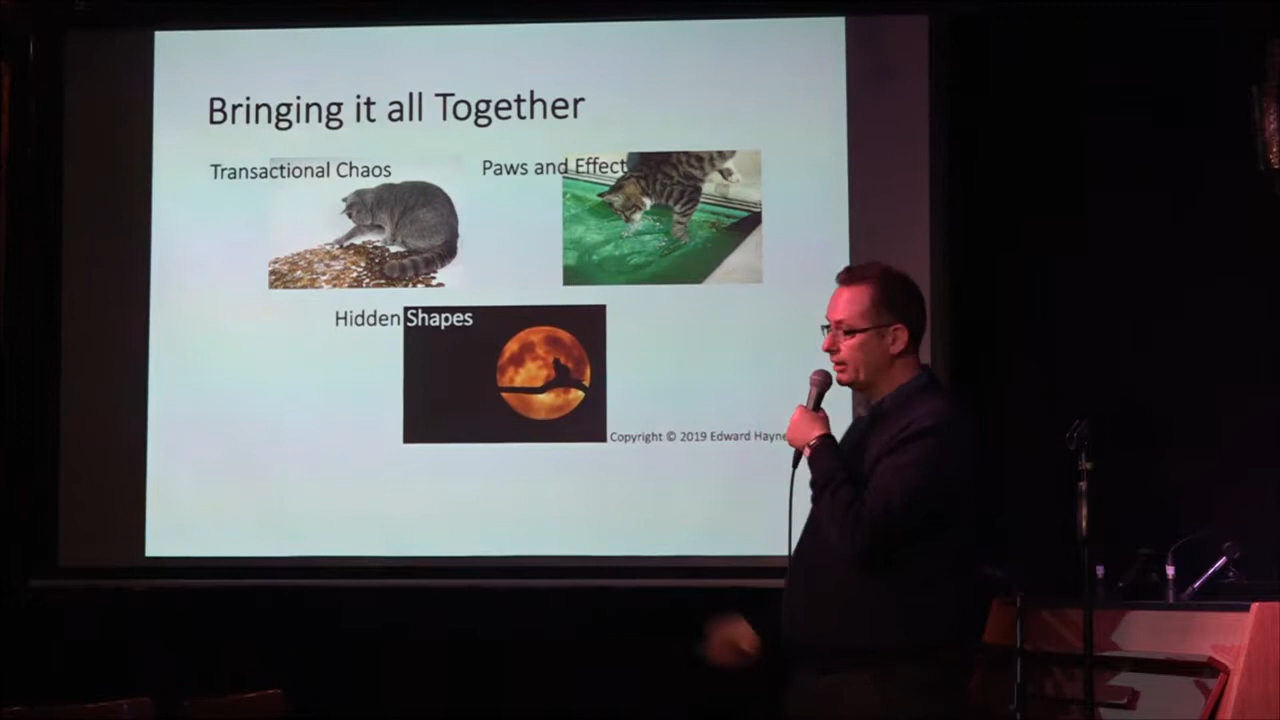 Bringing it all Together
Transactional Chaos
Paws and Effect
Hidden Shapes
Copyright © 2019 Edward Hayne